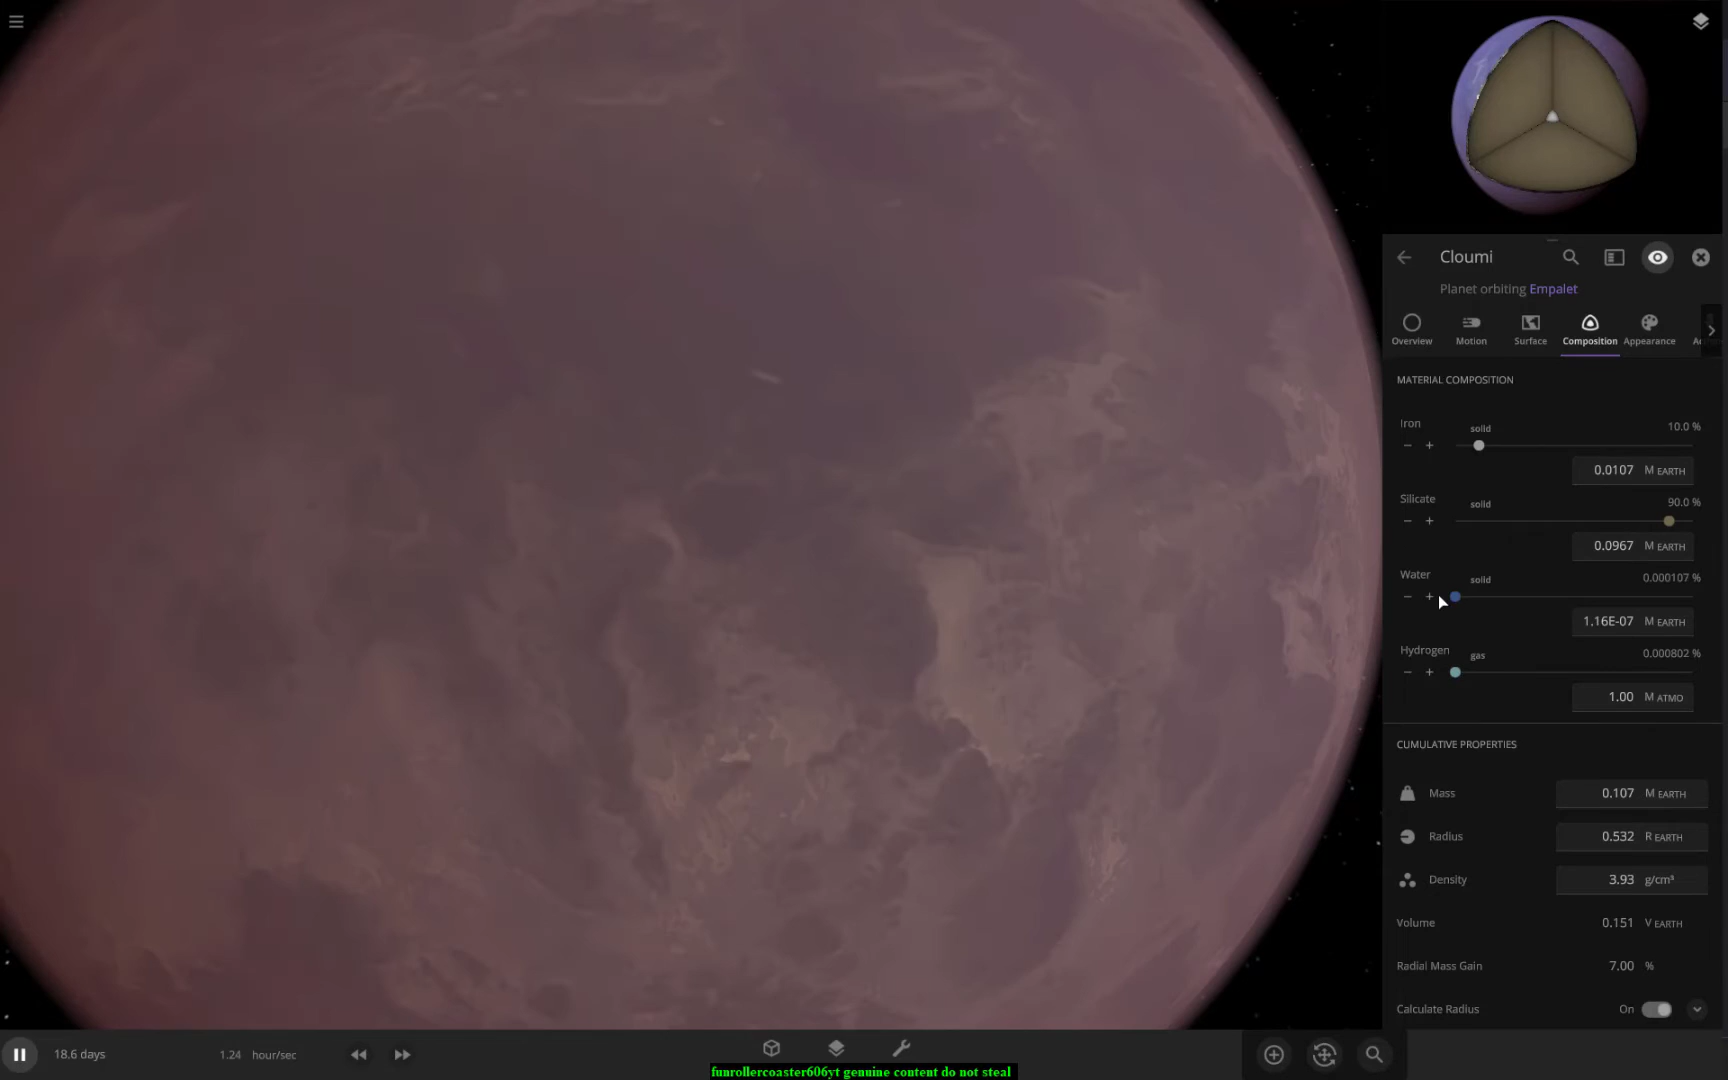 Cloumi
Planet orbiting Empalet
Overview Motion Surface Composition Appearance
MATERIAL COMPOSITION
Iron solid 10.0 %
− +
0.0107 M EARTH
Silicate solid 90.0 %
− +
0.0967 M EARTH
Water solid 0.000107 %
− +
1.16E-07 M EARTH
Hydrogen gas 0.000802 %
− +
1.00 M ATMO
CUMULATIVE PROPERTIES
Mass 0.107 M EARTH
Radius 0.532 R EARTH
Density 3.93 g/cm³
Volume 0.151 V EARTH
Radial Mass Gain 7.00 %
Calculate Radius On
18.6 days 1.24 hour/sec
funrollercoaster606yt genuine content do not steal